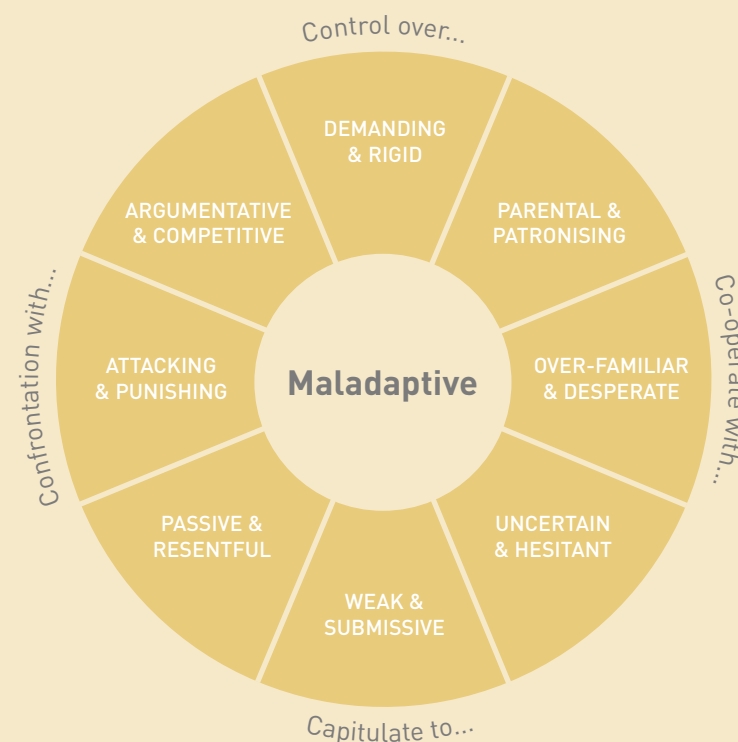 Control over...
DEMANDING
& RIGID
ARGUMENTATIVE
& COMPETITIVE
PARENTAL &
PATRONISING
Confrontation with...
ATTACKING
& PUNISHING
Maladaptive
OVER-FAMILIAR
& DESPERATE
Co-operate with...
PASSIVE &
RESENTFUL
UNCERTAIN
& HESITANT
WEAK &
SUBMISSIVE
Capitulate to...